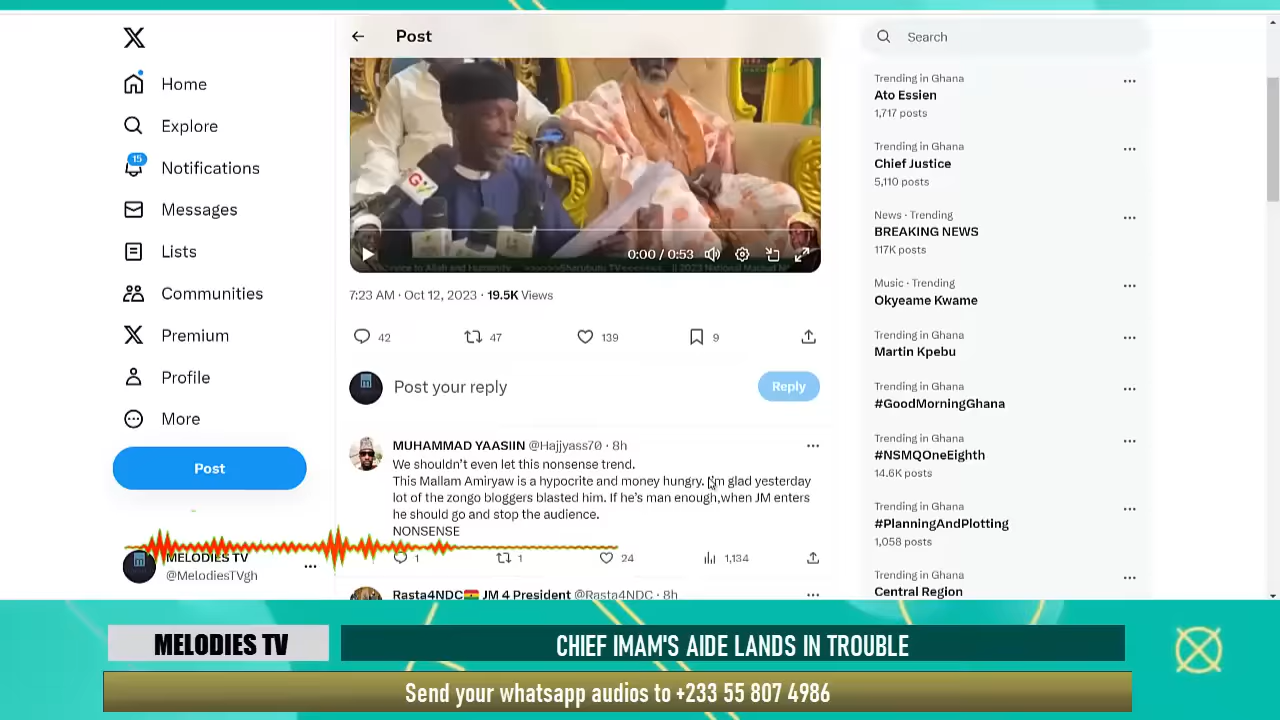 Post
Search
Home
Explore
15
Notifications
Messages
Lists
Communities
Premium
Profile
More
Post
MELODIES TV
@MelodiesTVgh
0:00 / 0:53
7:23 AM · Oct 12, 2023 · 19.5K Views
42 47 139 9
Post your reply
Reply
MUHAMMAD YAASIIN @Hajjyass70 · 8h
We shouldn't even let this nonsense trend.
This Mallam Amiryaw is a hypocrite and money hungry. I'm glad yesterday
lot of the zongo bloggers blasted him. If he's man enough,when JM enters
he should go and stop the audience.
NONSENSE
1 1 24 1,134
Rasta4NDC JM 4 President @Rasta4NDC · 8h
Trending in Ghana
Ato Essien
1,717 posts
Trending in Ghana
Chief Justice
5,110 posts
News · Trending
BREAKING NEWS
117K posts
Music · Trending
Okyeame Kwame
Trending in Ghana
Martin Kpebu
Trending in Ghana
#GoodMorningGhana
Trending in Ghana
#NSMQOneEighth
14.6K posts
Trending in Ghana
#PlanningAndPlotting
1,058 posts
Trending in Ghana
Central Region
MELODIES TV
CHIEF IMAM'S AIDE LANDS IN TROUBLE
Send your whatsapp audios to +233 55 807 4986